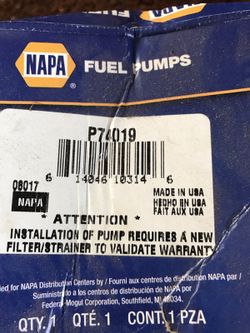 NAPA
®
FUEL PUMPS
P74019
6 14046 10314 6
08017
NAPA
MADE IN USA
HECHO EN USA
FAIT AUX USA
* ATTENTION *
INSTALLATION OF PUMP REQUIRES A NEW
FILTER/STRAINER TO VALIDATE WARRANTY
for NAPA Distribution Centers by / Fourni aux centres de distribution NAPA par /
Suministrado a los centros de distribución de NAPA por
Federal-Mogul Corporation, Southfield, MI 48034.
QTY. 1 QTÉ. 1 CONT. 1 PZA